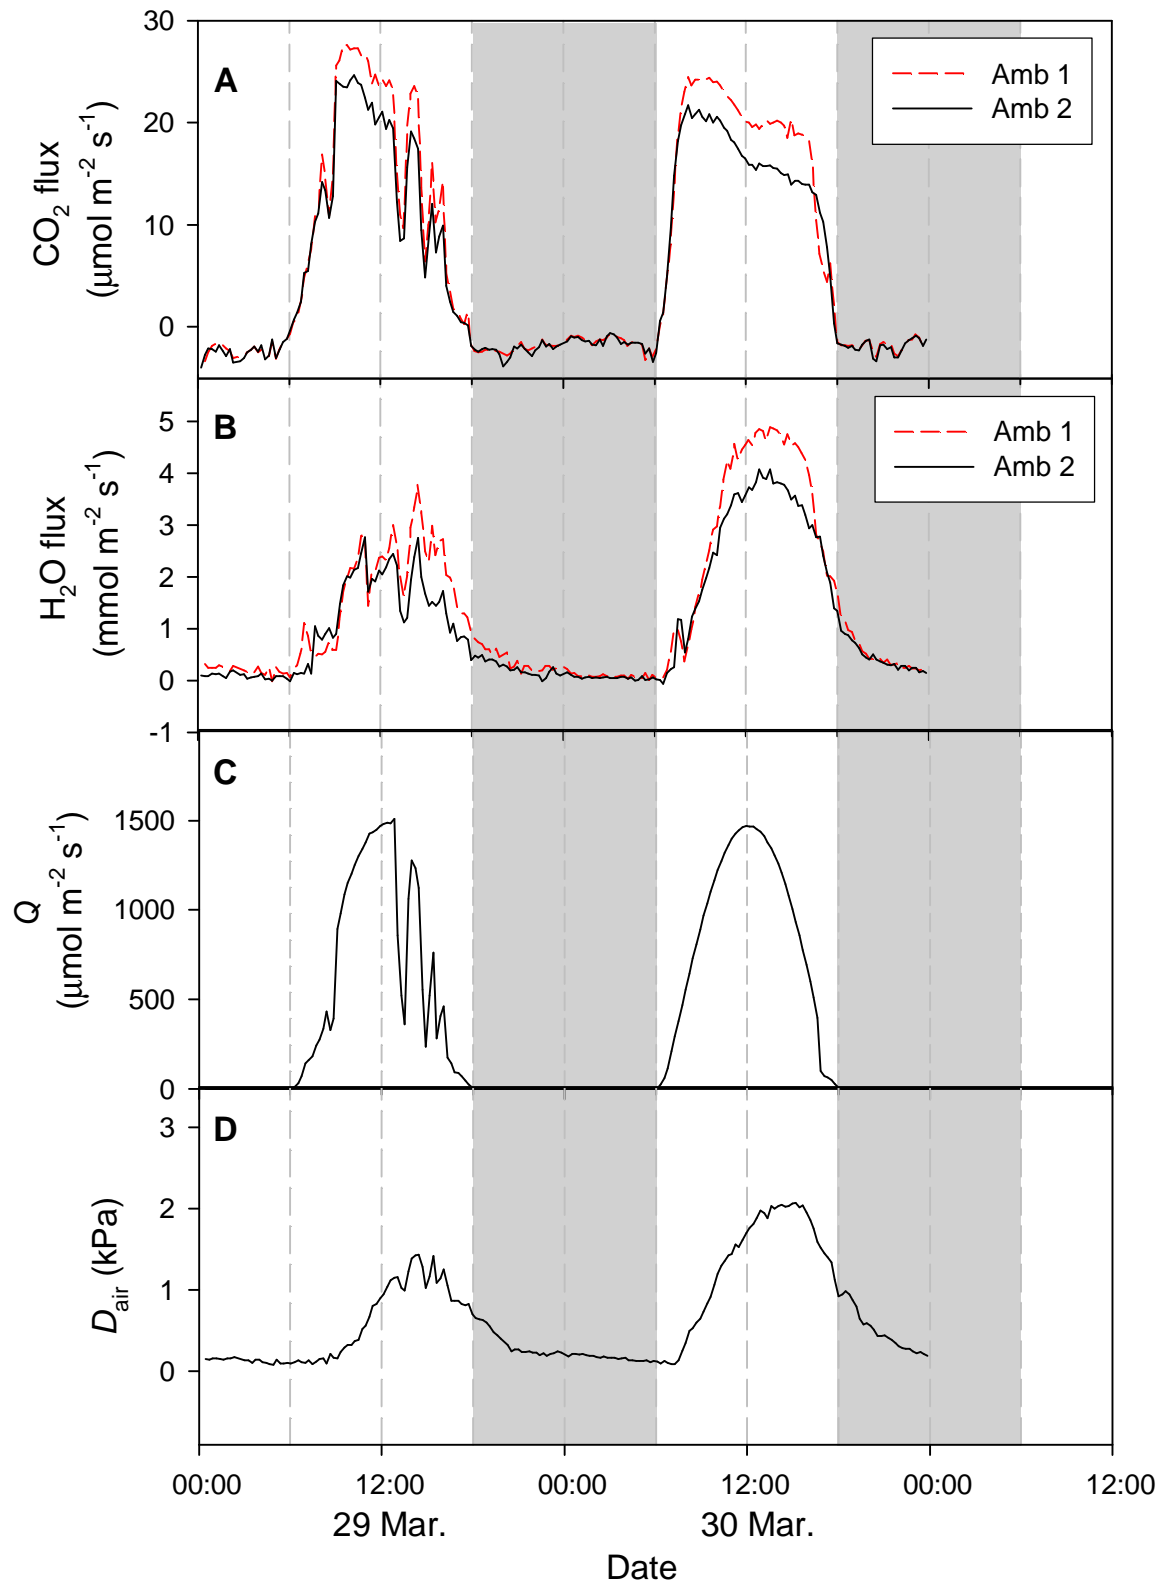 30
A
Amb 1
Amb 2
20
CO2 flux
(μmol m-2 s-1)
10
0
B
Amb 1
Amb 2
5
4
H2O flux
(mmol m-2 s-1)
3
2
1
0
-1
C
1500
Q
(μmol m-2 s-1)
1000
500
0
D
3
2
Dair (kPa)
1
0
00:00 12:00 00:00 12:00 00:00 12:00
29 Mar. 30 Mar.
Date